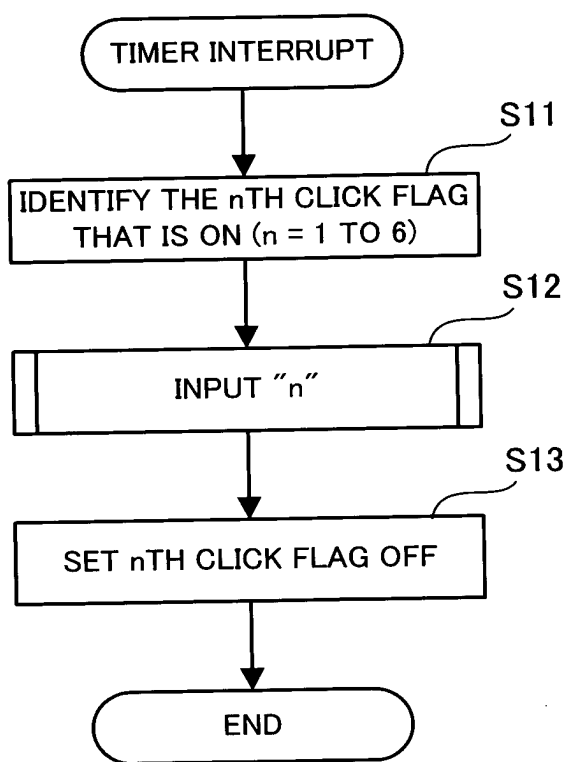 TIMER INTERRUPT
S11
IDENTIFY THE nTH CLICK FLAG
THAT IS ON (n = 1 TO 6)
S12
INPUT "n"
S13
SET nTH CLICK FLAG OFF
END